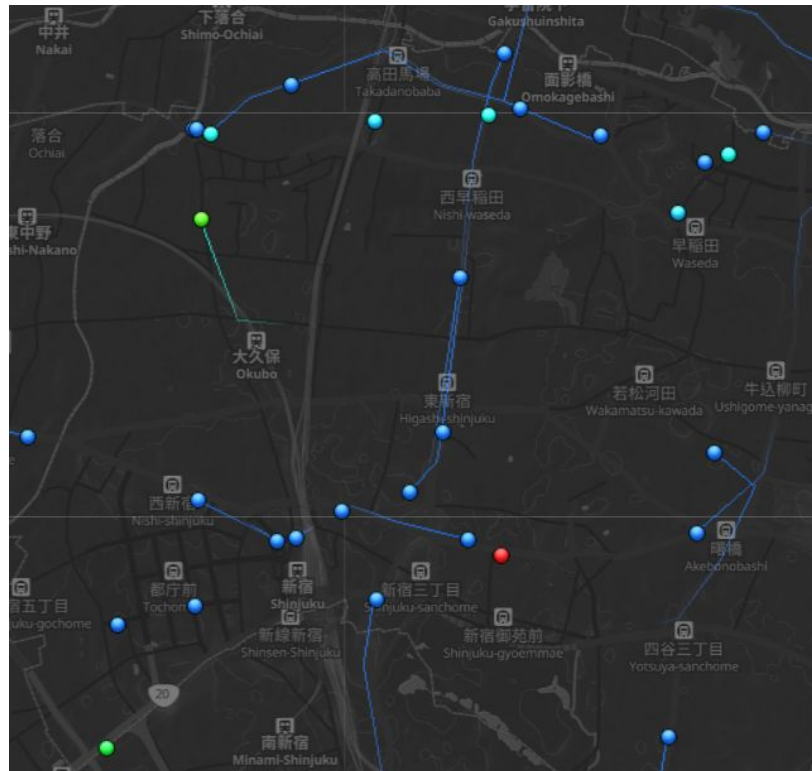 中井
Nakai
下落合
Shimo-Ochiai
Gakushuinshita
高田馬場
Takadanobaba
面影橋
Omokagebashi
落合
Ochiai
西早稲田
Nishi-waseda
東中野
shi-Nakano
早稲田
Waseda
大久保
Okubo
東新宿
Higashi-shinjuku
若松河田
Wakamatsu-kawada
牛込柳町
Ushigome-yanag
西新宿
Nishi-shinjuku
曙橋
Akebonobashi
都庁前
Tochom
新宿
Shinjuku
新宿三丁目
Shinjuku-sanchome
宿五丁目
juku-gochome
新線新宿
Shinsen-Shinjuku
新宿御苑前
Shinjuku-gyoemmae
四谷三丁目
Yotsuya-sanchome
20
南新宿
Minami-Shinjuku